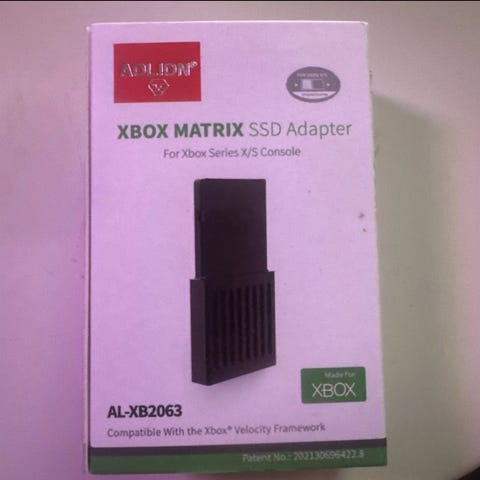 ADLIDN®
XBOX MATRIX SSD Adapter
For Xbox Series X/S Console
Made For
XBOX
AL-XB2063
Compatible With the Xbox® Velocity Framework
Patent No.: 202130696422.8